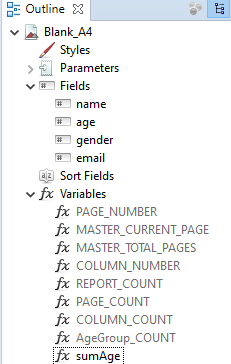 Outline
Blank_A4
Styles
Parameters
Fields
name
age
gender
email
Sort Fields
fx Variables
fx PAGE_NUMBER
fx MASTER_CURRENT_PAGE
fx MASTER_TOTAL_PAGES
fx COLUMN_NUMBER
fx REPORT_COUNT
fx PAGE_COUNT
fx COLUMN_COUNT
fx AgeGroup_COUNT
fx sumAge